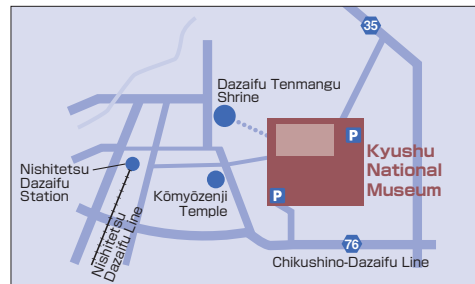 35
Dazaifu Tenmangu
Shrine
P
Kyushu
National
Museum
Nishitetsu
Dazaifu
Station
Kōmyōzenji
Temple
P
Nishitetsu
Dazaifu Line
76
Chikushino-Dazaifu Line